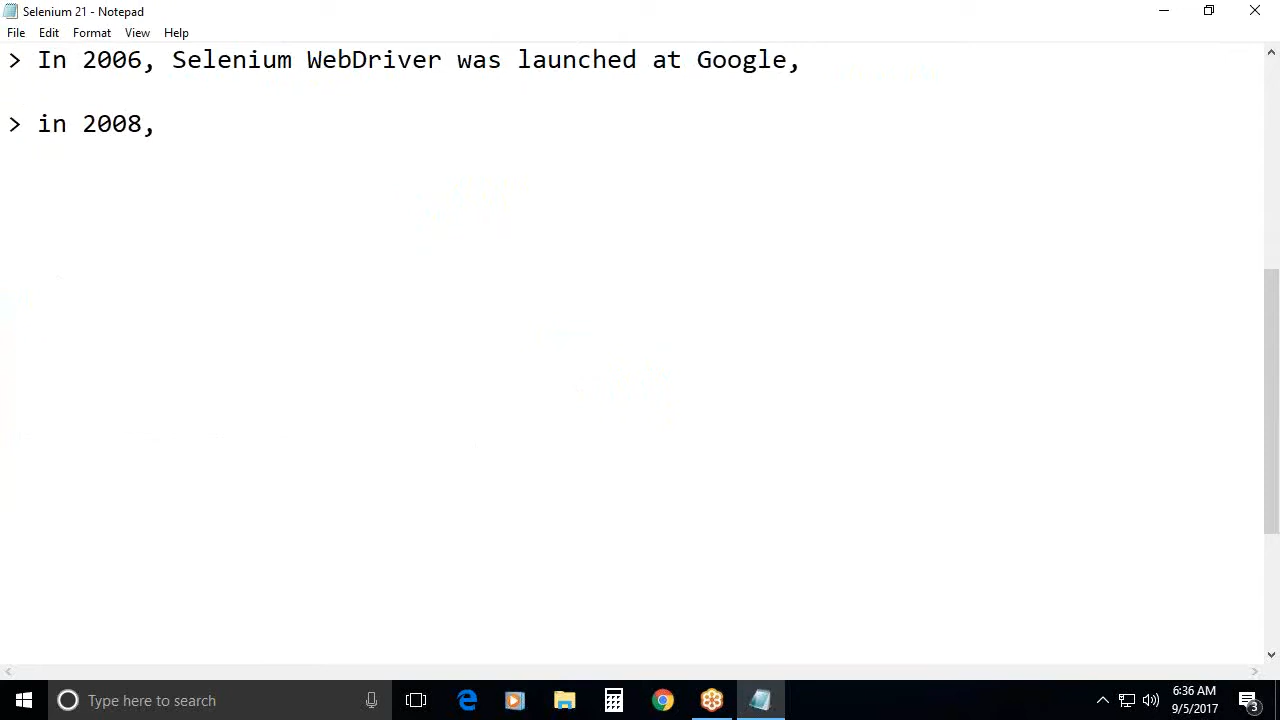 Selenium 21 - Notepad
File Edit Format View Help
> In 2006, Selenium WebDriver was launched at Google,
> in 2008,
Type here to search
6:36 AM
9/5/2017
3